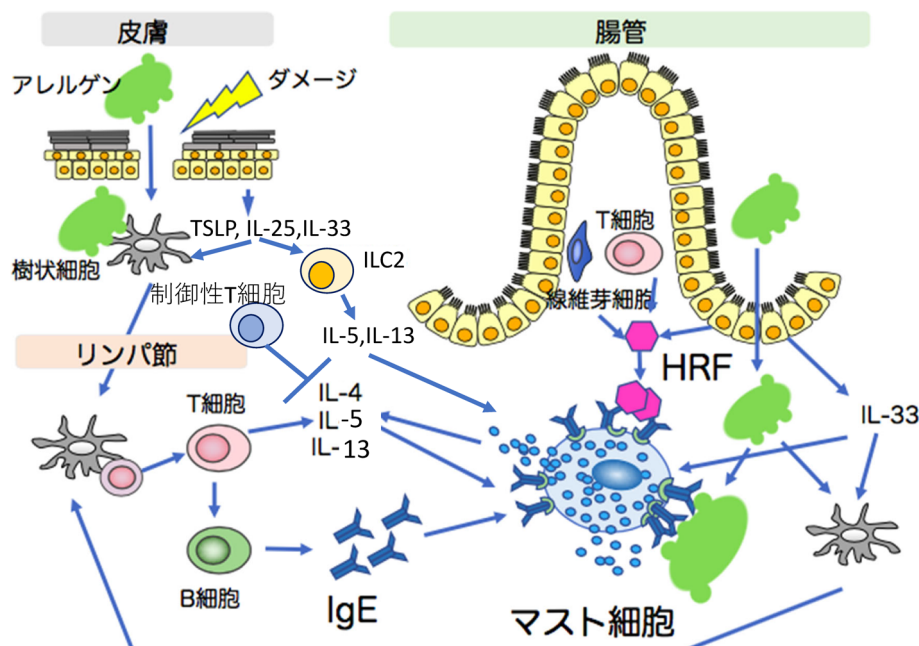 皮膚
腸管
アレルゲン
ダメージ
TSLP, IL-25,IL-33
樹状細胞
ILC2
制御性T細胞
IL-5,IL-13
T細胞
線維芽細胞
HRF
リンパ節
T細胞
IL-4
IL-5
IL-13
IL-33
B細胞
IgE
マスト細胞